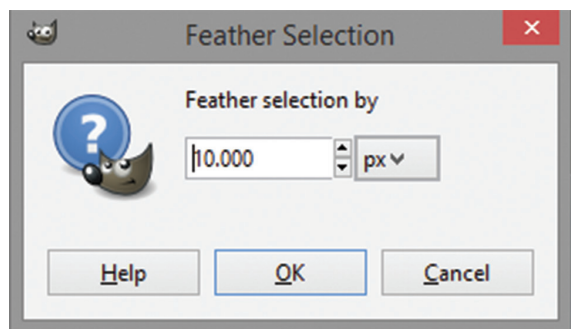 Feather Selection
Feather selection by
10.000 px
Help OK Cancel